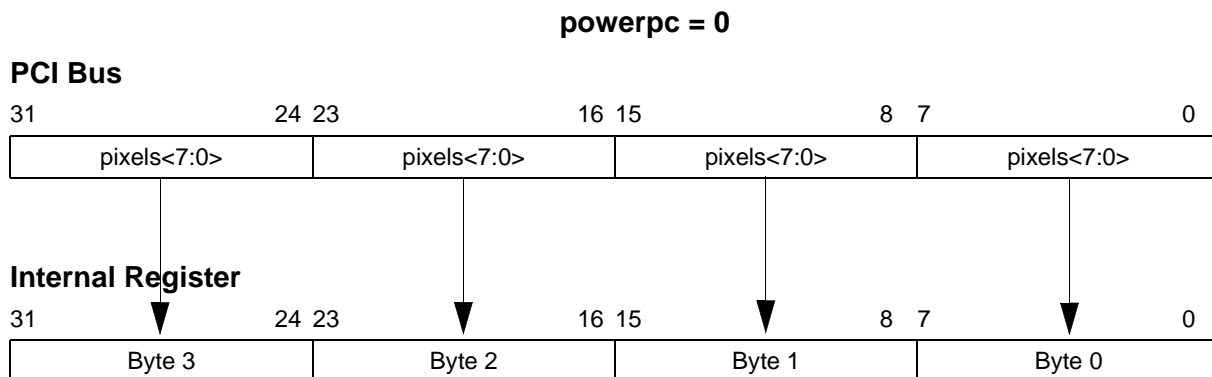 powerpc = 0
PCI Bus
31 24 23 16 15 8 7 0
pixels<7:0> pixels<7:0> pixels<7:0> pixels<7:0>
Internal Register
31 24 23 16 15 8 7 0
Byte 3 Byte 2 Byte 1 Byte 0